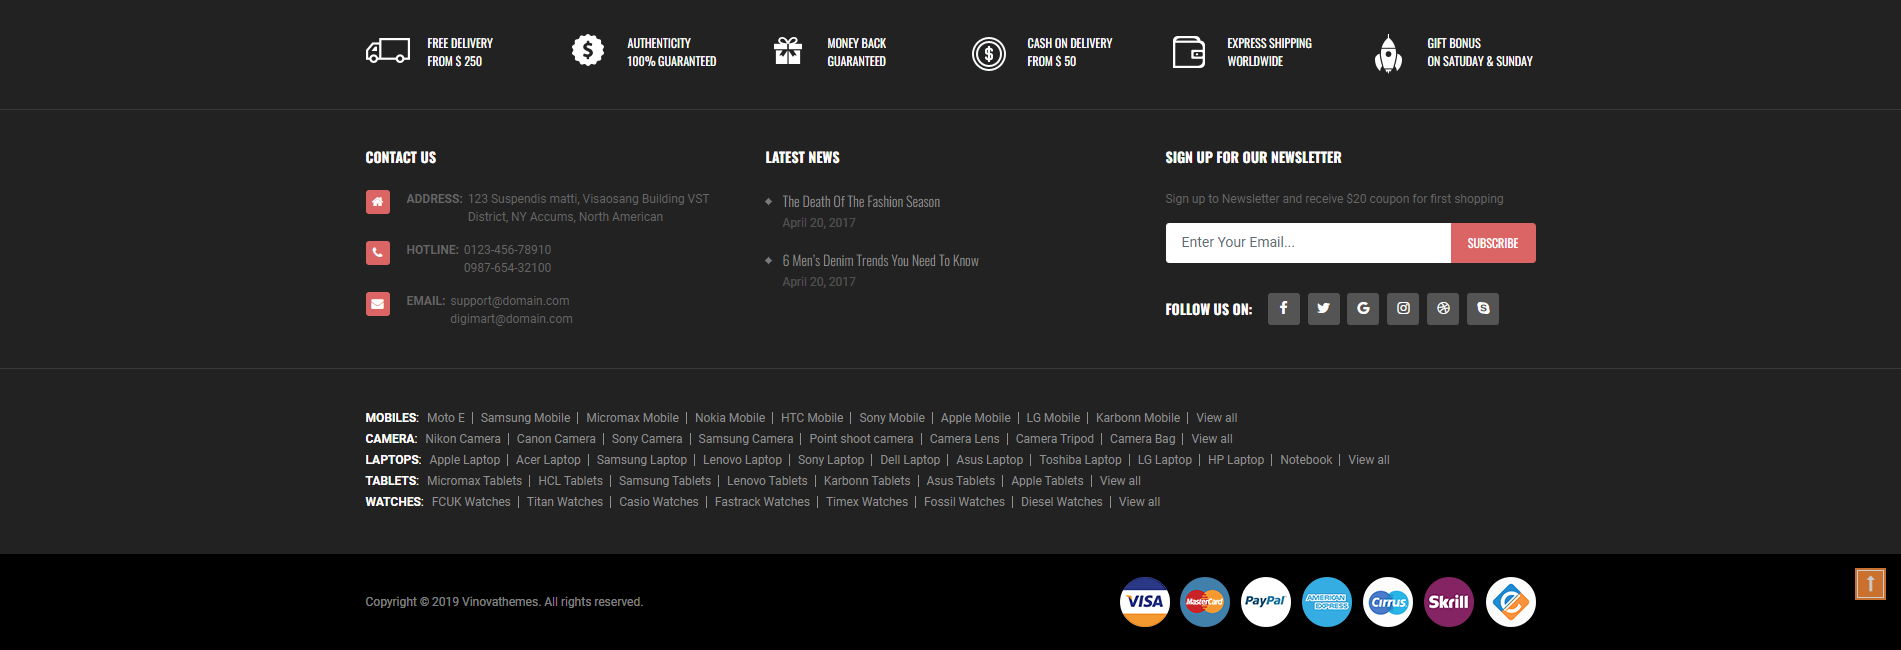 FREE DELIVERY
FROM $ 250
AUTHENTICITY
100% GUARANTEED
MONEY BACK
GUARANTEED
CASH ON DELIVERY
FROM $ 50
EXPRESS SHIPPING
WORLDWIDE
GIFT BONUS
ON SATUDAY & SUNDAY
CONTACT US
ADDRESS: 123 Suspendis matti, Visaosang Building VST
District, NY Accums, North American
HOTLINE: 0123-456-78910
0987-654-32100
EMAIL: support@domain.com
digimart@domain.com
LATEST NEWS
The Death Of The Fashion Season
April 20, 2017
6 Men's Denim Trends You Need To Know
April 20, 2017
SIGN UP FOR OUR NEWSLETTER
Sign up to Newsletter and receive $20 coupon for first shopping
Enter Your Email... SUBSCRIBE
FOLLOW US ON:
MOBILES: Moto E | Samsung Mobile | Micromax Mobile | Nokia Mobile | HTC Mobile | Sony Mobile | Apple Mobile | LG Mobile | Karbonn Mobile | View all
CAMERA: Nikon Camera | Canon Camera | Sony Camera | Samsung Camera | Point shoot camera | Camera Lens | Camera Tripod | Camera Bag | View all
LAPTOPS: Apple Laptop | Acer Laptop | Samsung Laptop | Lenovo Laptop | Sony Laptop | Dell Laptop | Asus Laptop | Toshiba Laptop | LG Laptop | HP Laptop | Notebook | View all
TABLETS: Micromax Tablets | HCL Tablets | Samsung Tablets | Lenovo Tablets | Karbonn Tablets | Asus Tablets | Apple Tablets | View all
WATCHES: FCUK Watches | Titan Watches | Casio Watches | Fastrack Watches | Timex Watches | Fossil Watches | Diesel Watches | View all
Copyright © 2019 Vinovathemes. All rights reserved.
VISA MasterCard PayPal AMERICAN EXPRESS Cirrus Skrill